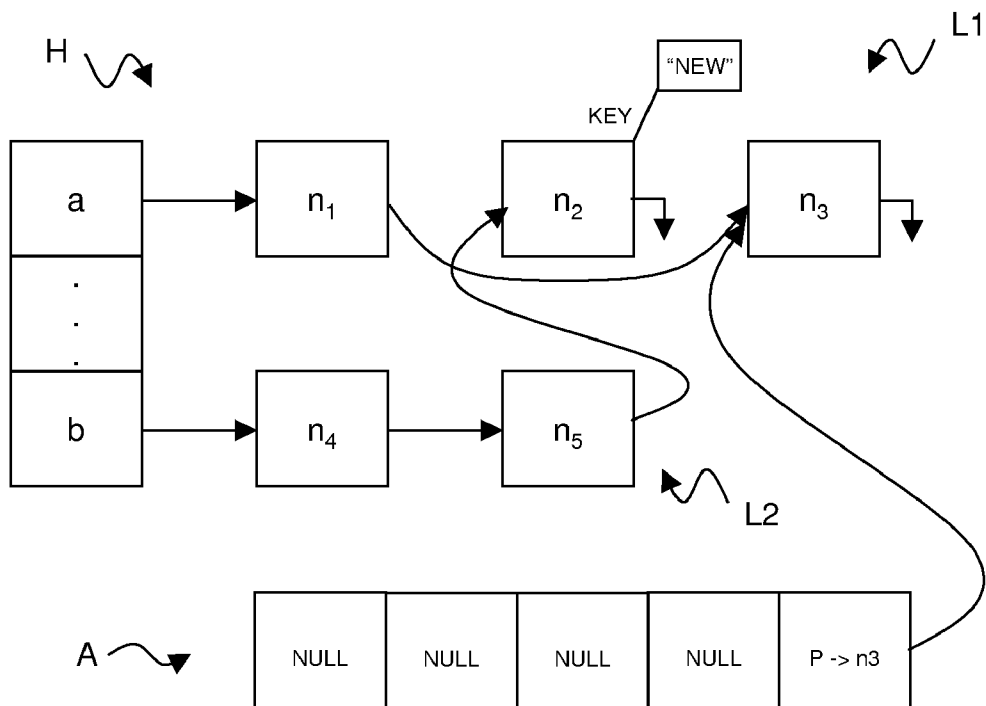 H
L1
“NEW”
KEY
a
n₁
n₂
n₃
.
.
.
b
n₄
n₅
L2
A
NULL
NULL
NULL
NULL
P -> n3